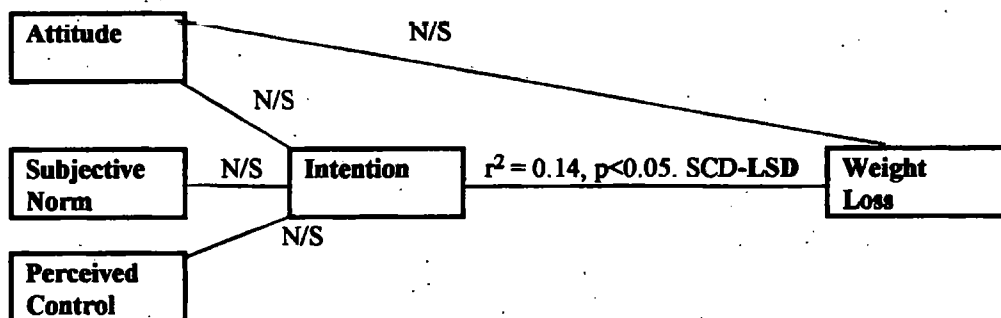 Attitude
N/S
N/S
Subjective
Norm
N/S
Intention
r² = 0.14, p<0.05. SCD-LSD
Weight
Loss
N/S
Perceived
Control